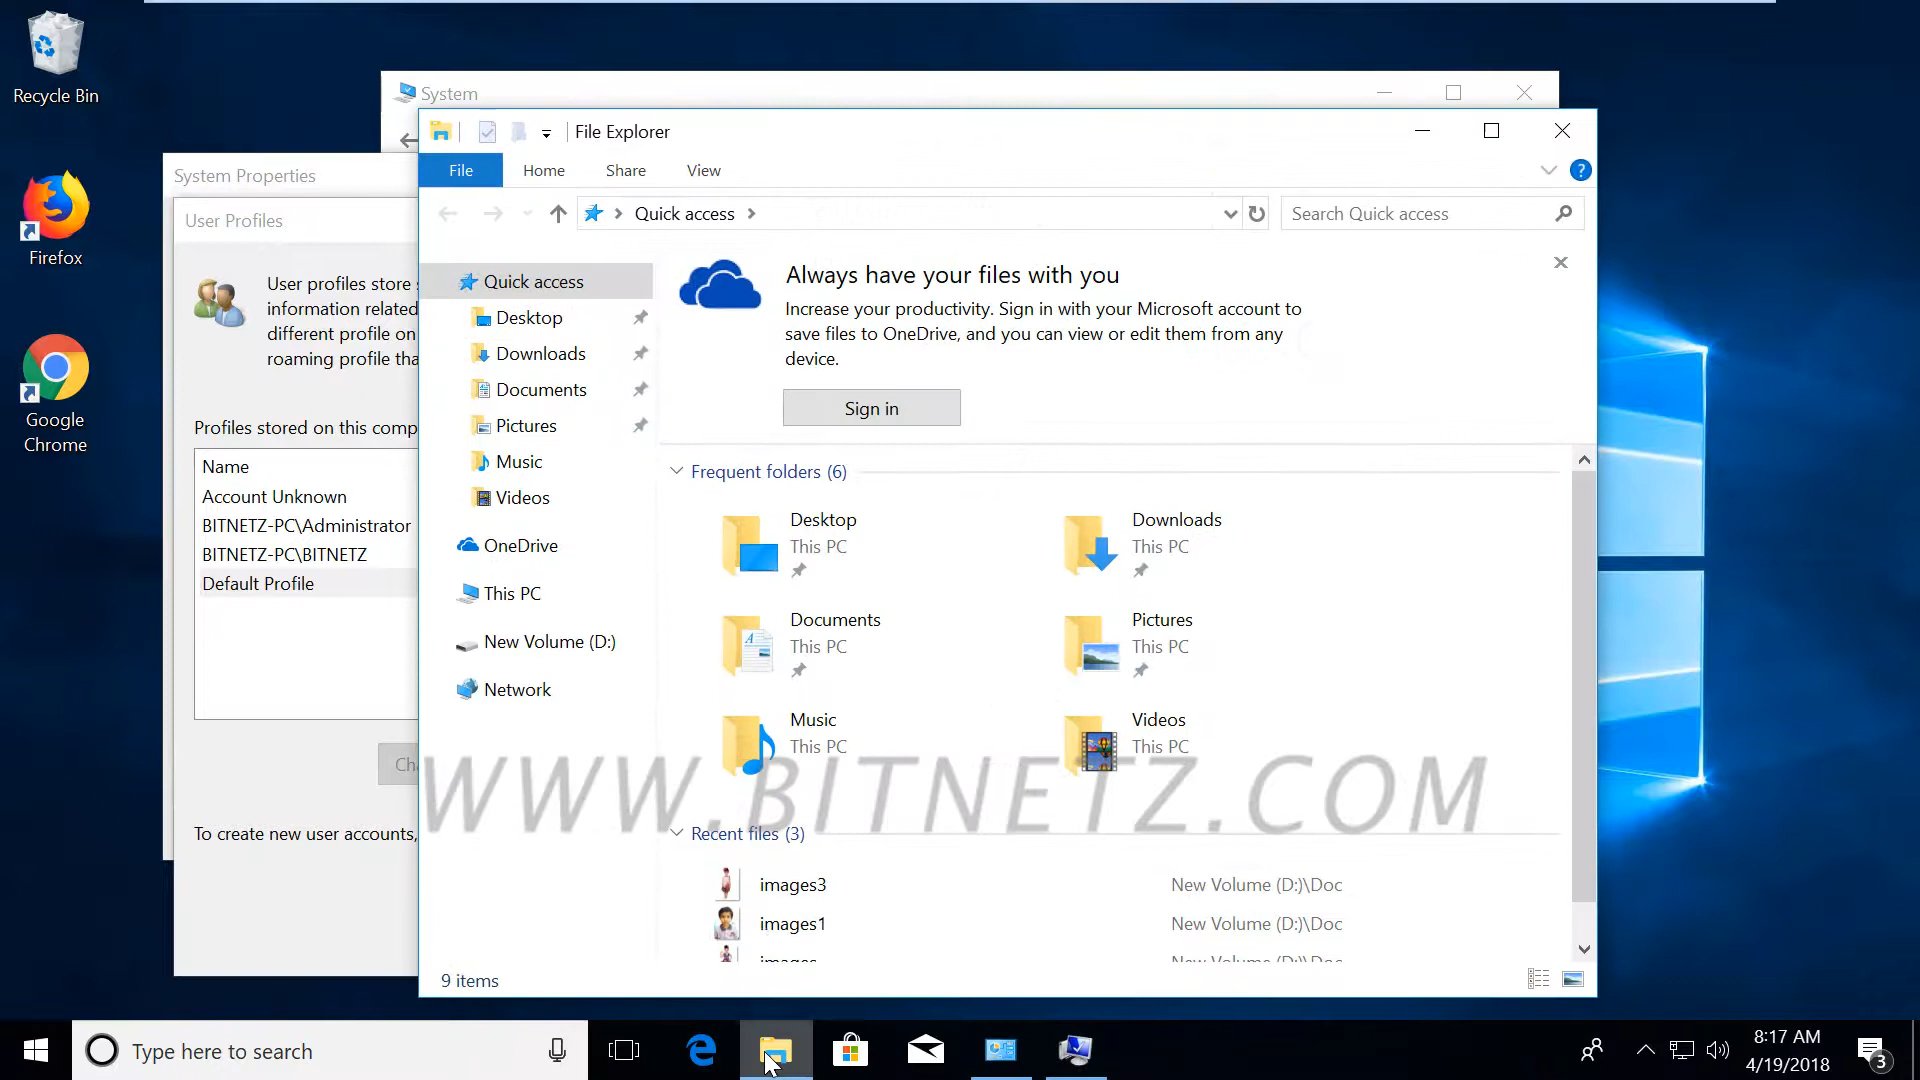 Recycle Bin
Firefox
Google
Chrome
System
System Properties
User Profiles
User profiles store
information related
different profile on
roaming profile tha
Profiles stored on this comp
Name
Account Unknown
BITNETZ-PC\Administrator
BITNETZ-PC\BITNETZ
Default Profile
Ch
To create new user accounts,
File Explorer
File Home Share View
Quick access
Search Quick access
Quick access
Desktop
Downloads
Documents
Pictures
Music
Videos
OneDrive
This PC
New Volume (D:)
Network
Always have your files with you
Increase your productivity. Sign in with your Microsoft account to
save files to OneDrive, and you can view or edit them from any
device.
Sign in
Frequent folders (6)
Desktop
This PC
Downloads
This PC
Documents
This PC
Pictures
This PC
Music
This PC
Videos
This PC
WWW.BITNETZ.COM
Recent files (3)
images3 New Volume (D:)\Doc
images1 New Volume (D:)\Doc
images New Volume (D:)\Doc
9 items
Type here to search
8:17 AM
4/19/2018
3